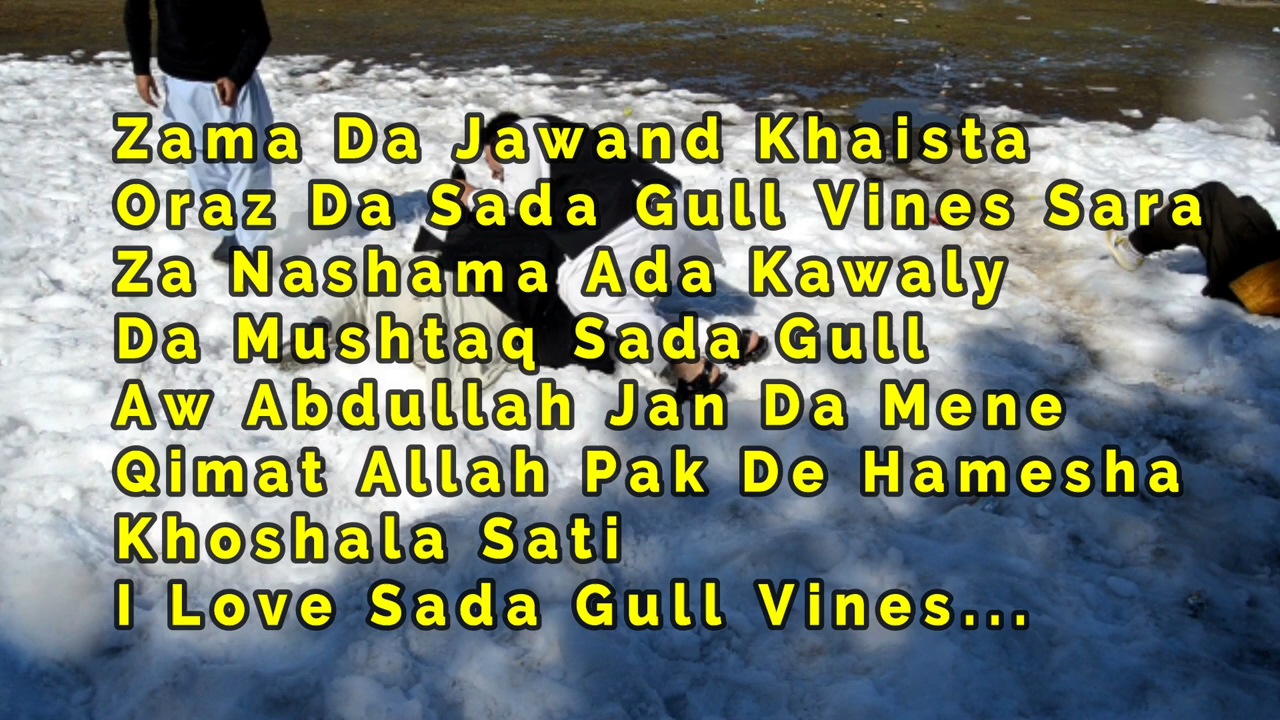 Zama Da Jawand Khaista
Oraz Da Sada Gull Vines Sara
Za Nashama Ada Kawaly
Da Mushtaq Sada Gull
Aw Abdullah Jan Da Mene
Qimat Allah Pak De Hamesha
Khoshala Sati
I Love Sada Gull Vines...